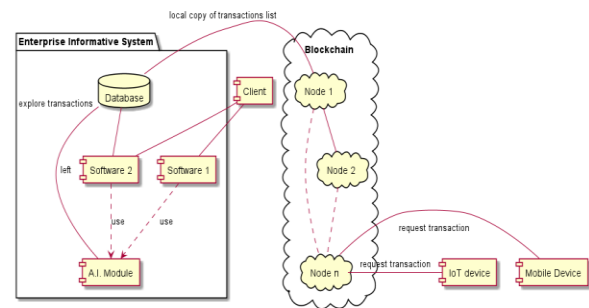 local copy of transactions list
Enterprise Informative System
Blockchain
Database
Client
Node 1
explore transactions
Software 2
Software 1
Node 2
left
use
use
request transaction
request transaction
A.I. Module
Node n
IoT device
Mobile Device